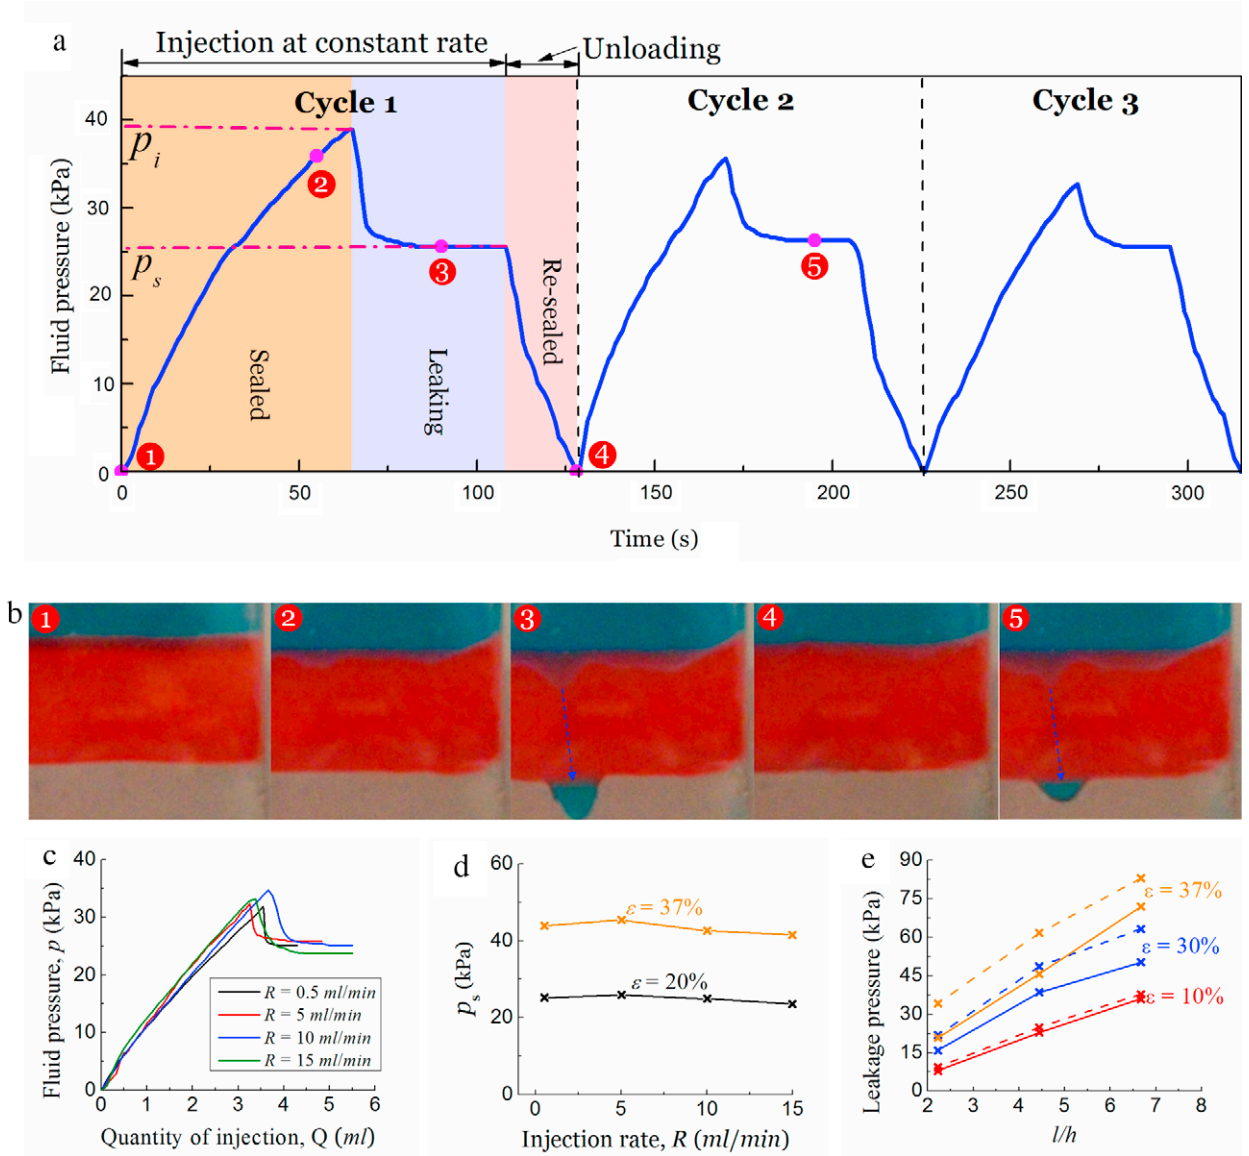 a
Injection at constant rate
Unloading
Cycle 1
Cycle 2
Cycle 3
Fluid pressure (kPa)
40
30
20
10
0
p_i
p_s
1
2
3
4
5
Sealed
Leaking
Re-sealed
0
50
100
150
200
250
300
Time (s)
b
1
2
3
4
5
c
Fluid pressure, p (kPa)
40
30
20
10
0
R = 0.5 ml/min
R = 5 ml/min
R = 10 ml/min
R = 15 ml/min
0
1
2
3
4
5
6
Quantity of injection, Q (ml)
d
p_s (kPa)
60
40
20
0
ε = 37%
ε = 20%
0
5
10
15
Injection rate, R (ml/min)
e
Leakage pressure (kPa)
90
75
60
45
30
15
0
ε = 37%
ε = 30%
ε = 10%
2
3
4
5
6
7
8
l/h